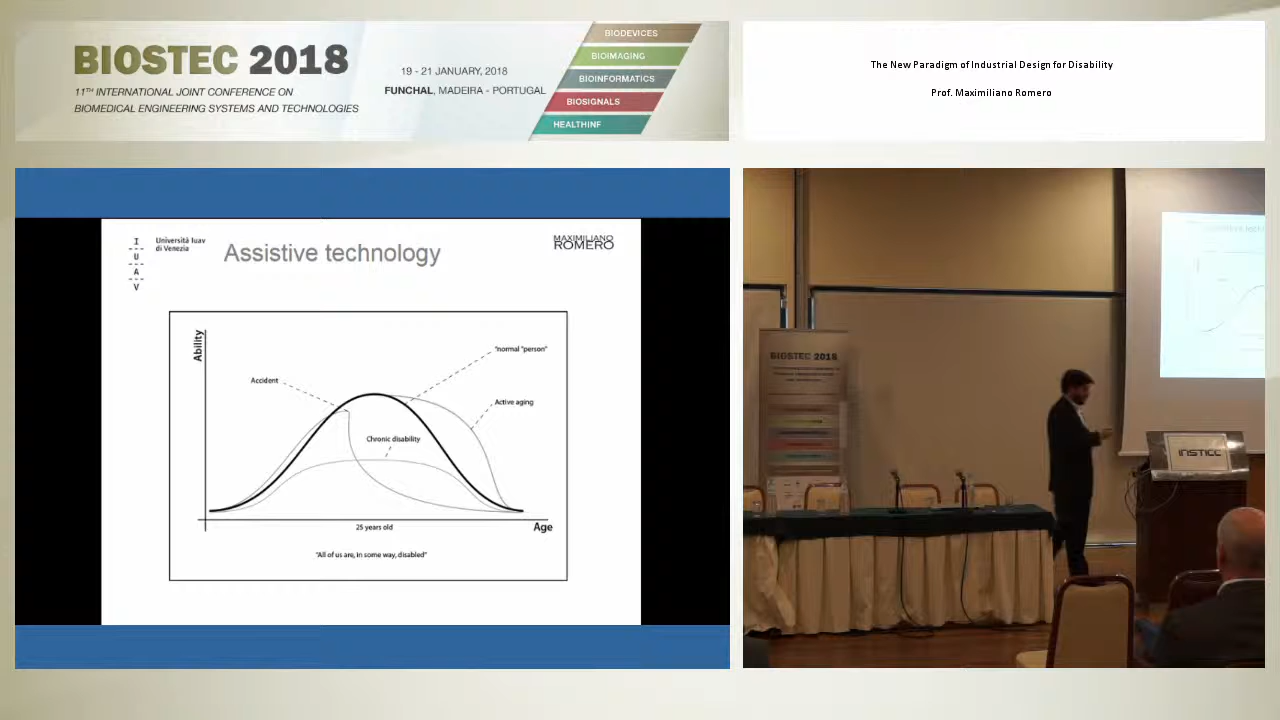 BIOSTEC 2018
11TH INTERNATIONAL JOINT CONFERENCE ON
BIOMEDICAL ENGINEERING SYSTEMS AND TECHNOLOGIES
19 - 21 JANUARY, 2018
FUNCHAL, MADEIRA - PORTUGAL
BIODEVICES
BIOIMAGING
BIOINFORMATICS
BIOSIGNALS
HEALTHINF
The New Paradigm of Industrial Design for Disability
Prof. Maximiliano Romero
I
U
A
V
Università Iuav
di Venezia
Assistive technology
MAXIMILIANO
ROMERO
Ability
Accident
"normal "person"
Active aging
Chronic disability
25 years old
Age
"All of us are, in some way, disabled"
BIOSTEC 2018
INSTICC